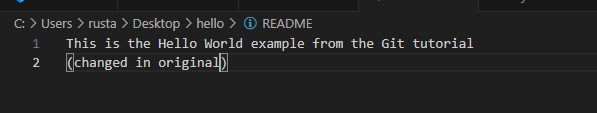 C: > Users > rusta > Desktop > hello > README
1 This is the Hello World example from the Git tutorial
2 (changed in original)